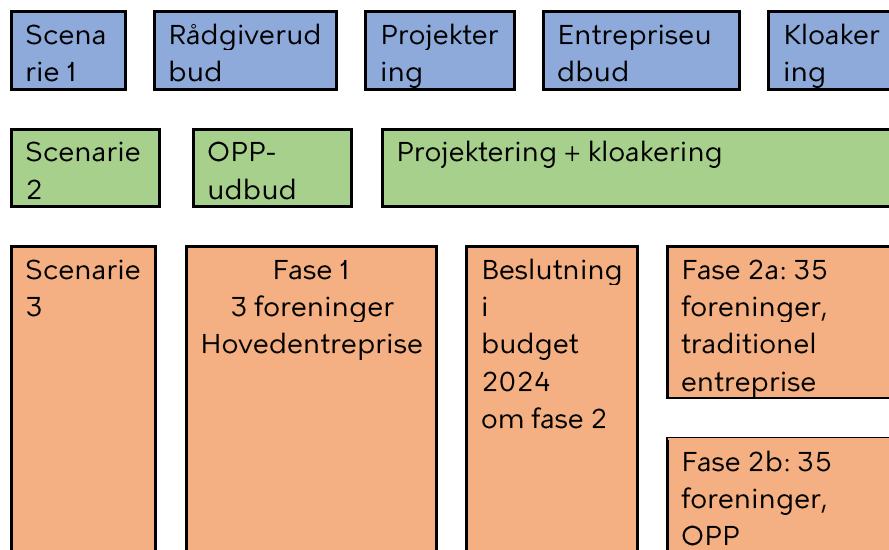 Scena
rie 1
Rådgiverud
bud
Projekter
ing
Entrepriseu
dbud
Kloaker
ing
Scenarie
2
OPP-
udbud
Projektering + kloakering
Scenarie
3
Fase 1
3 foreninger
Hovedentreprise
Beslutning
i
budget
2024
om fase 2
Fase 2a: 35
foreninger,
traditionel
entreprise
Fase 2b: 35
foreninger,
OPP